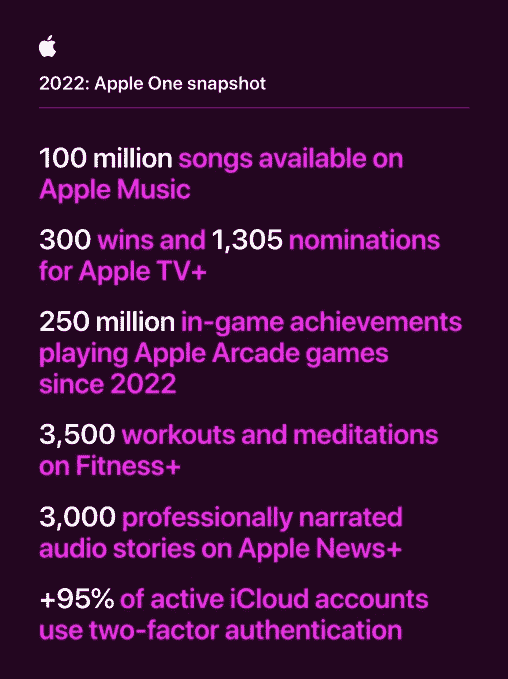 2022: Apple One snapshot
100 million songs available on
Apple Music
300 wins and 1,305 nominations
for Apple TV+
250 million in-game achievements
playing Apple Arcade games
since 2022
3,500 workouts and meditations
on Fitness+
3,000 professionally narrated
audio stories on Apple News+
+95% of active iCloud accounts
use two-factor authentication